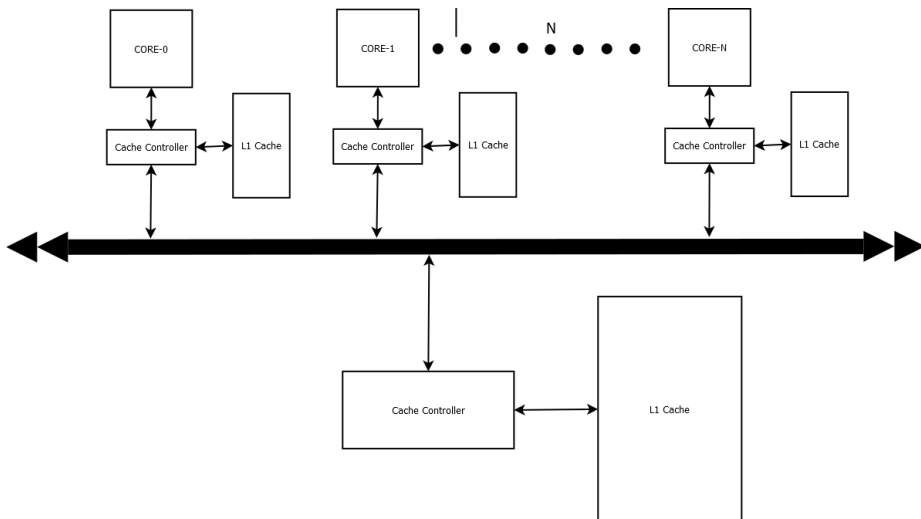 CORE-0
CORE-1
N
CORE-N
Cache Controller
L1 Cache
Cache Controller
L1 Cache
Cache Controller
L1 Cache
Cache Controller
L1 Cache